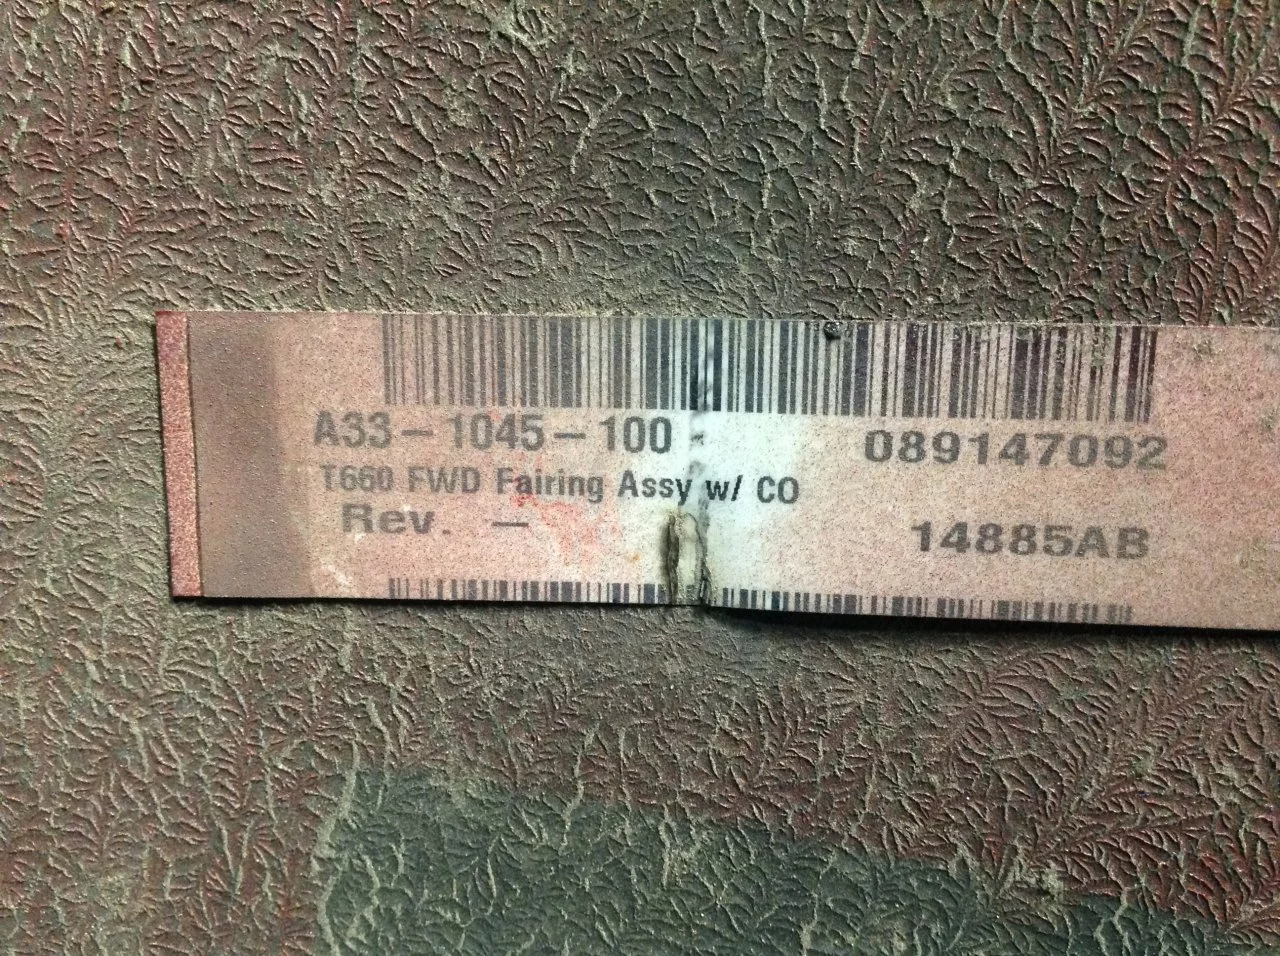 A33-1045-100 - 089147092
T660 FWD Fairing Assy w/ CO
Rev. - 14885AB